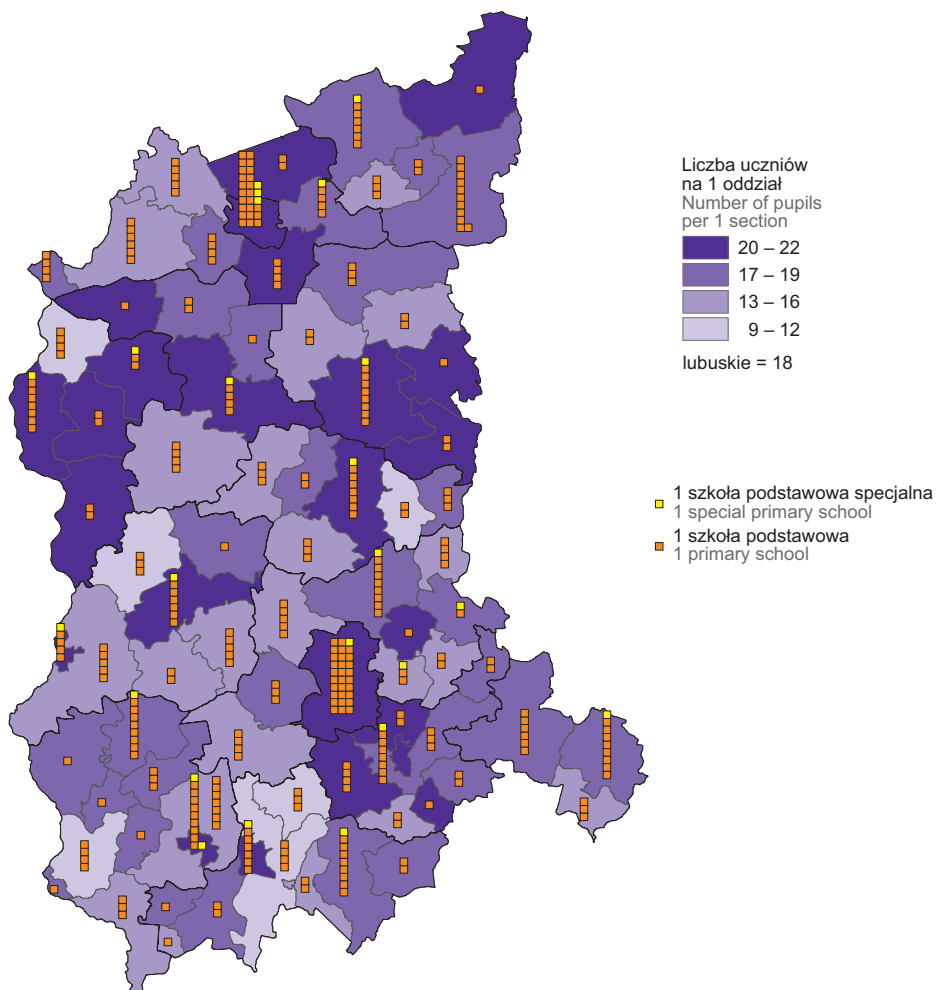 Liczba uczniów
na 1 oddział
Number of pupils
per 1 section
20 – 22
17 – 19
13 – 16
9 – 12
lubuskie = 18
1 szkoła podstawowa specjalna
1 special primary school
1 szkoła podstawowa
1 primary school